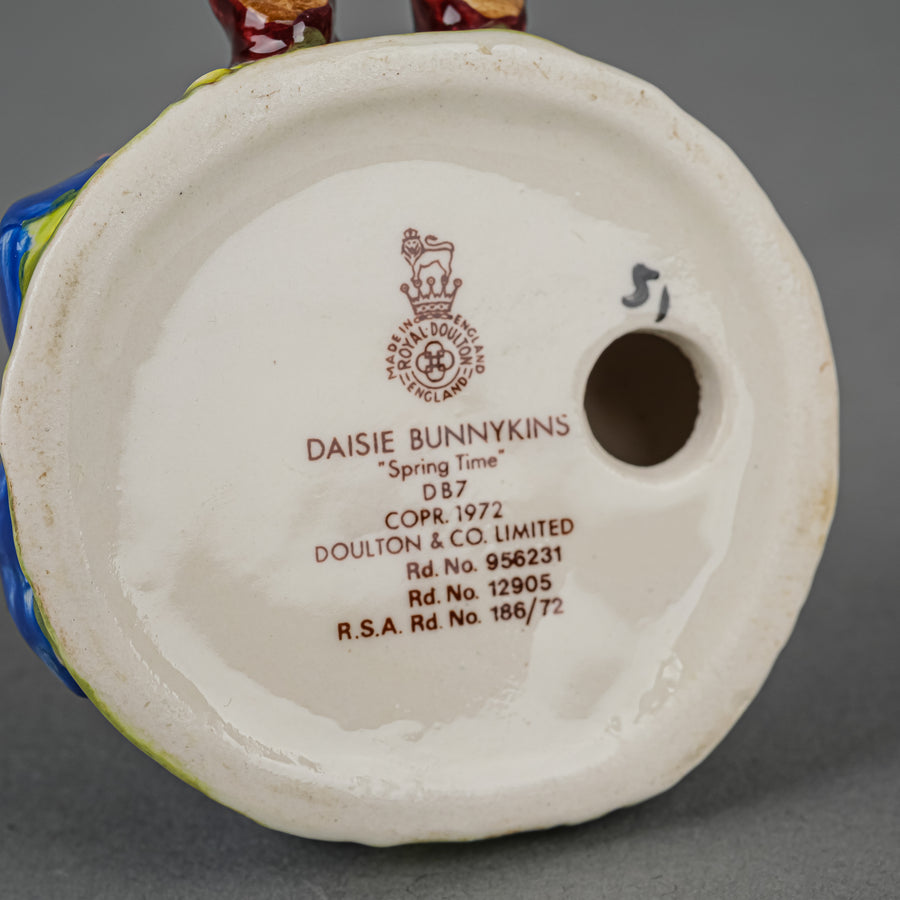 MADE IN ENGLAND
ROYAL·DOULTON
ENGLAND
DAISIE BUNNYKINS
"Spring Time"
DB7
COPR. 1972
DOULTON & CO. LIMITED
Rd. No. 956231
Rd. No. 12905
R.S.A. Rd. No. 186/72